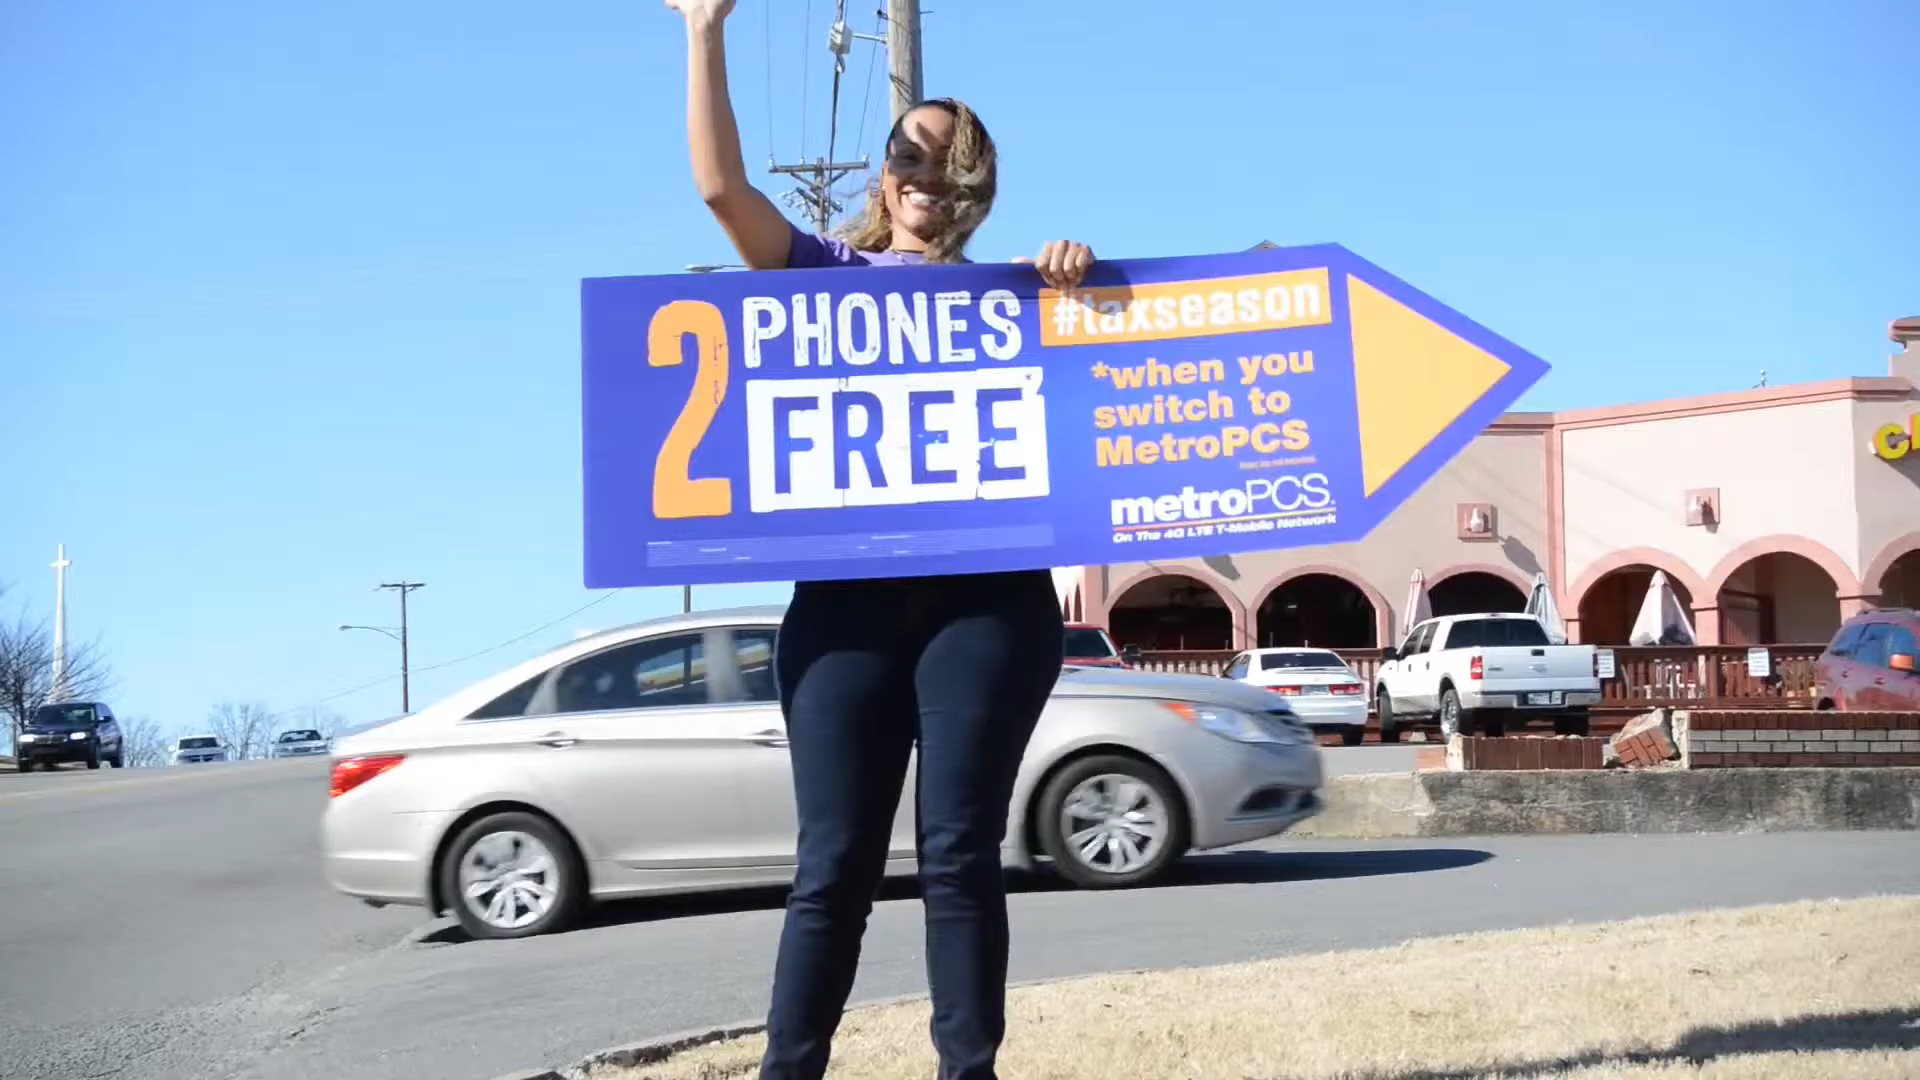 2 PHONES
FREE*
#taxseason
*when you
switch to
MetroPCS
metroPCS.
On The 4G LTE T-Mobile Network